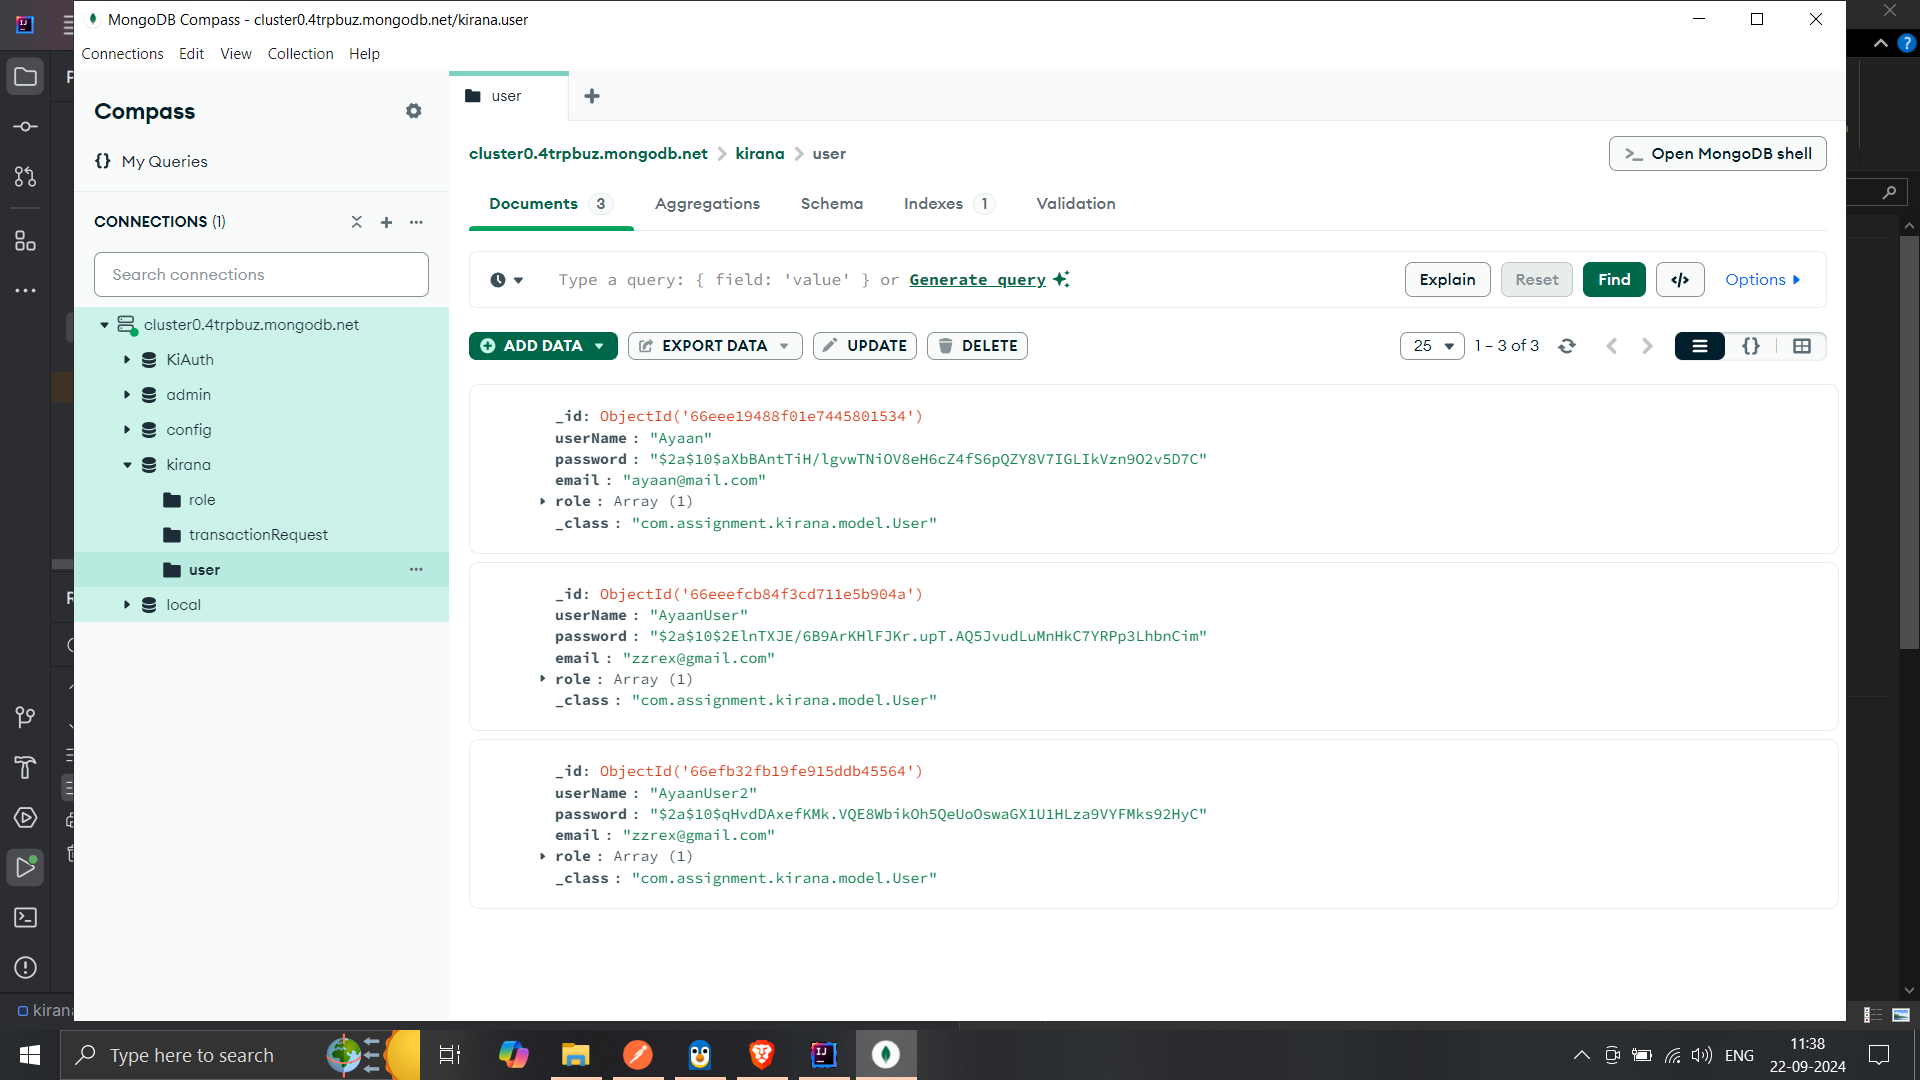 MongoDB Compass - cluster0.4trpbuz.mongodb.net/kirana.user
Connections Edit View Collection Help
Compass
{} My Queries
CONNECTIONS (1)
Search connections
cluster0.4trpbuz.mongodb.net
KiAuth
admin
config
kirana
role
transactionRequest
user
local
user
cluster0.4trpbuz.mongodb.net > kirana > user
>_ Open MongoDB shell
Documents 3 Aggregations Schema Indexes 1 Validation
Type a query: { field: 'value' } or Generate query
Explain Reset Find </> Options
ADD DATA EXPORT DATA UPDATE DELETE
25 1 – 3 of 3 {}
_id: ObjectId('66eee19488f01e7445801534')
userName : "Ayaan"
password : "$2a$10$aXbBAntTiH/lgvwTNiOV8eH6cZ4fS6pQZY8V7IGLIkVzn9O2v5D7C"
email : "ayaan@mail.com"
role : Array (1)
_class : "com.assignment.kirana.model.User"
_id: ObjectId('66eeefcb84f3cd711e5b904a')
userName : "AyaanUser"
password : "$2a$10$2ElnTXJE/6B9ArKHlFJKr.upT.AQ5JvudLuMnHkC7YRPp3LhbnCim"
email : "zzrex@gmail.com"
role : Array (1)
_class : "com.assignment.kirana.model.User"
_id: ObjectId('66efb32fb19fe915ddb45564')
userName : "AyaanUser2"
password : "$2a$10$qHvdDAxefKMk.VQE8WbikOh5QeUoOswaGX1U1HLza9VYFMks92HyC"
email : "zzrex@gmail.com"
role : Array (1)
_class : "com.assignment.kirana.model.User"
Type here to search
ENG
11:38
22-09-2024